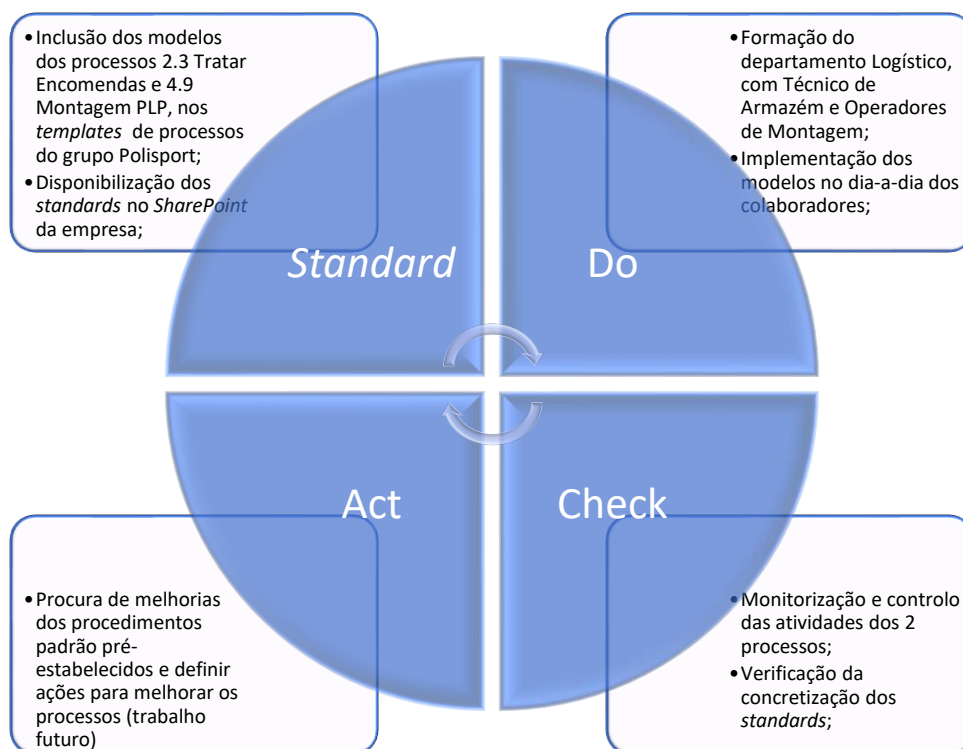 •Inclusão dos modelos
dos processos 2.3 Tratar
Encomendas e 4.9
Montagem PLP, nos
templates de processos
do grupo Polisport;
•Disponibilização dos
standards no SharePoint
da empresa;
•Formação do
departamento Logístico,
com Técnico de
Armazém e Operadores
de Montagem;
•Implementação dos
modelos no dia-a-dia dos
colaboradores;
Standard
Do
Act
Check
•Procura de melhorias
dos procedimentos
padrão pré-
estabelecidos e definir
ações para melhorar os
processos (trabalho
futuro)
•Monitorização e controlo
das atividades dos 2
processos;
•Verificação da
concretização dos
standards;